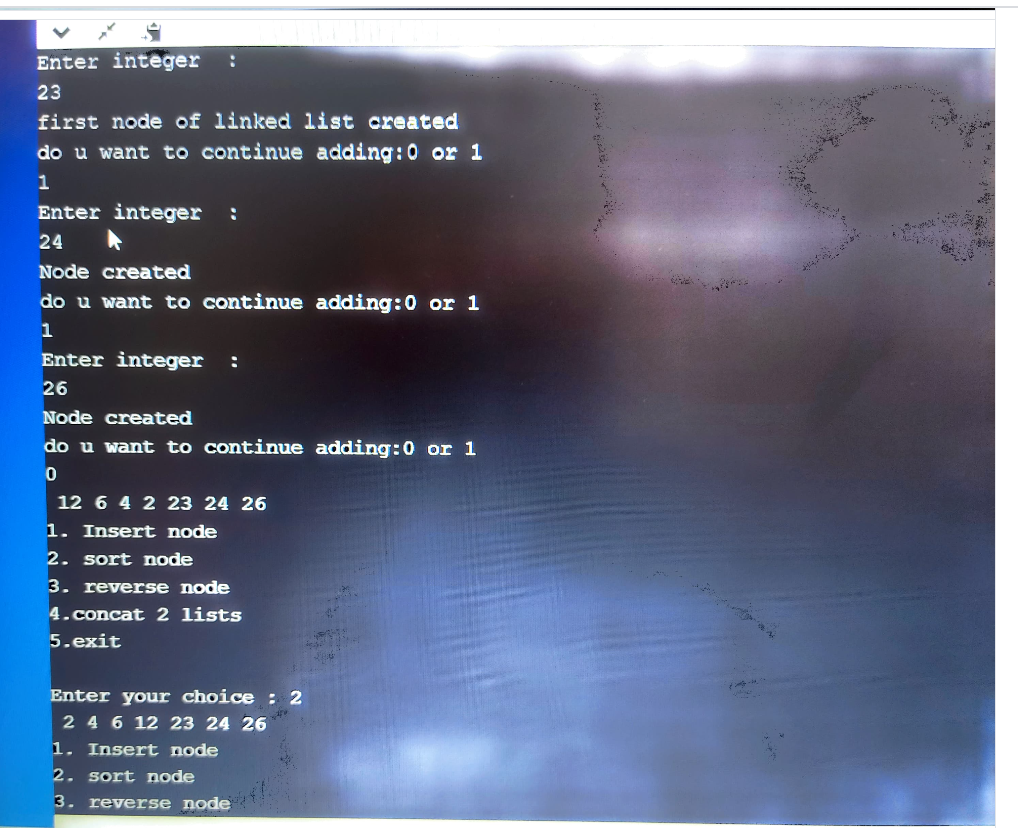 Enter integer  :
23
first node of linked list created
do u want to continue adding:0 or 1
1
Enter integer  :
24
Node created
do u want to continue adding:0 or 1
1
Enter integer  :
26
Node created
do u want to continue adding:0 or 1
0
 12 6 4 2 23 24 26
1. Insert node
2. sort node
3. reverse node
4.concat 2 lists
5.exit

Enter your choice : 2
 2 4 6 12 23 24 26
1. Insert node
2. sort node
3. reverse node